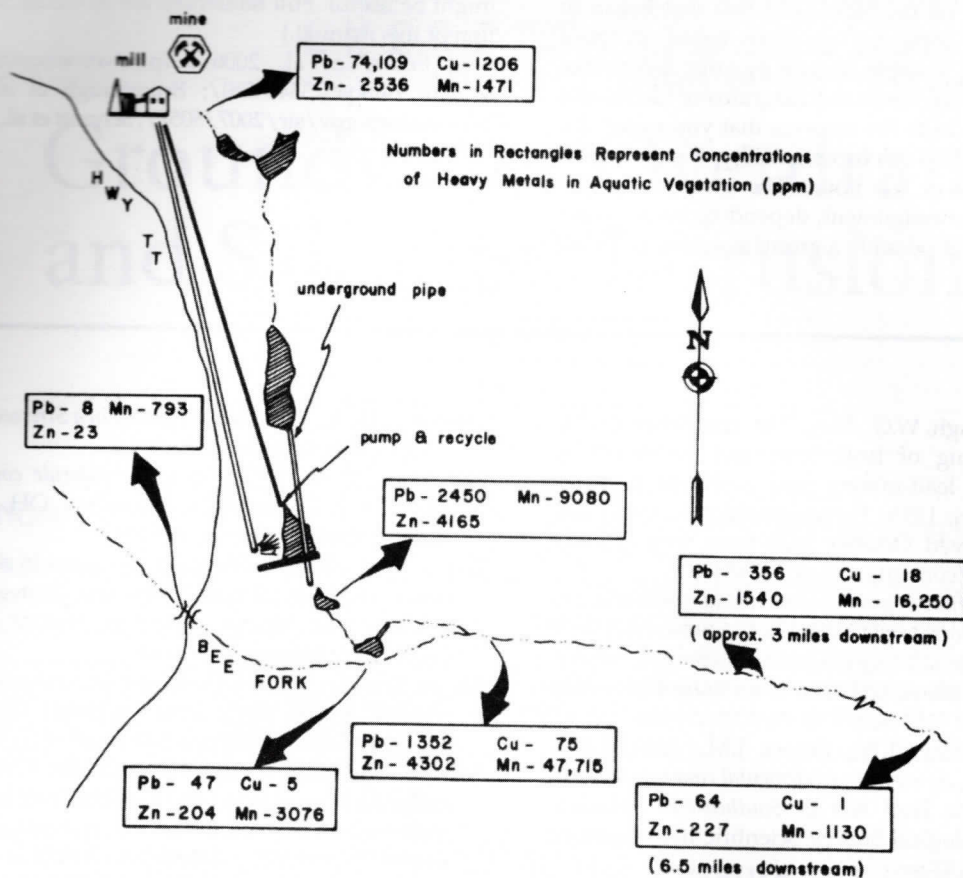 mine
mill
Pb-74,109 Cu-1206
Zn-2536 Mn-1471
Numbers in Rectangles Represent Concentrations
of Heavy Metals in Aquatic Vegetation (ppm)
HWY TT
underground pipe
N
Pb-8 Mn-793
Zn-23
pump & recycle
Pb-2450 Mn-9080
Zn-4165
Pb-356 Cu-18
Zn-1540 Mn-16,250
(approx. 3 miles downstream)
BEE FORK
Pb-1352 Cu-75
Zn-4302 Mn-47,715
Pb-47 Cu-5
Zn-204 Mn-3076
Pb-64 Cu-1
Zn-227 Mn-1130
(6.5 miles downstream)